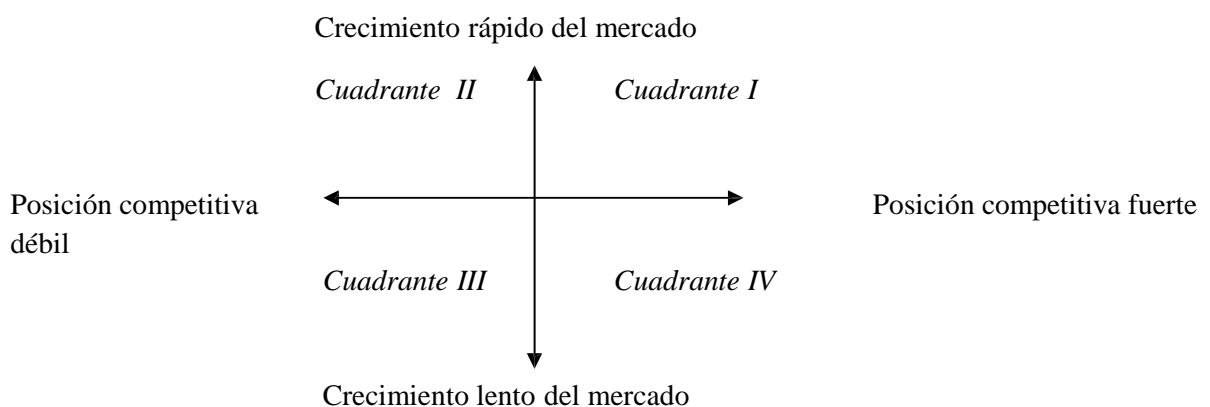 Crecimiento rápido del mercado
Cuadrante II
Cuadrante I
Posición competitiva
débil
Posición competitiva fuerte
Cuadrante III
Cuadrante IV
Crecimiento lento del mercado